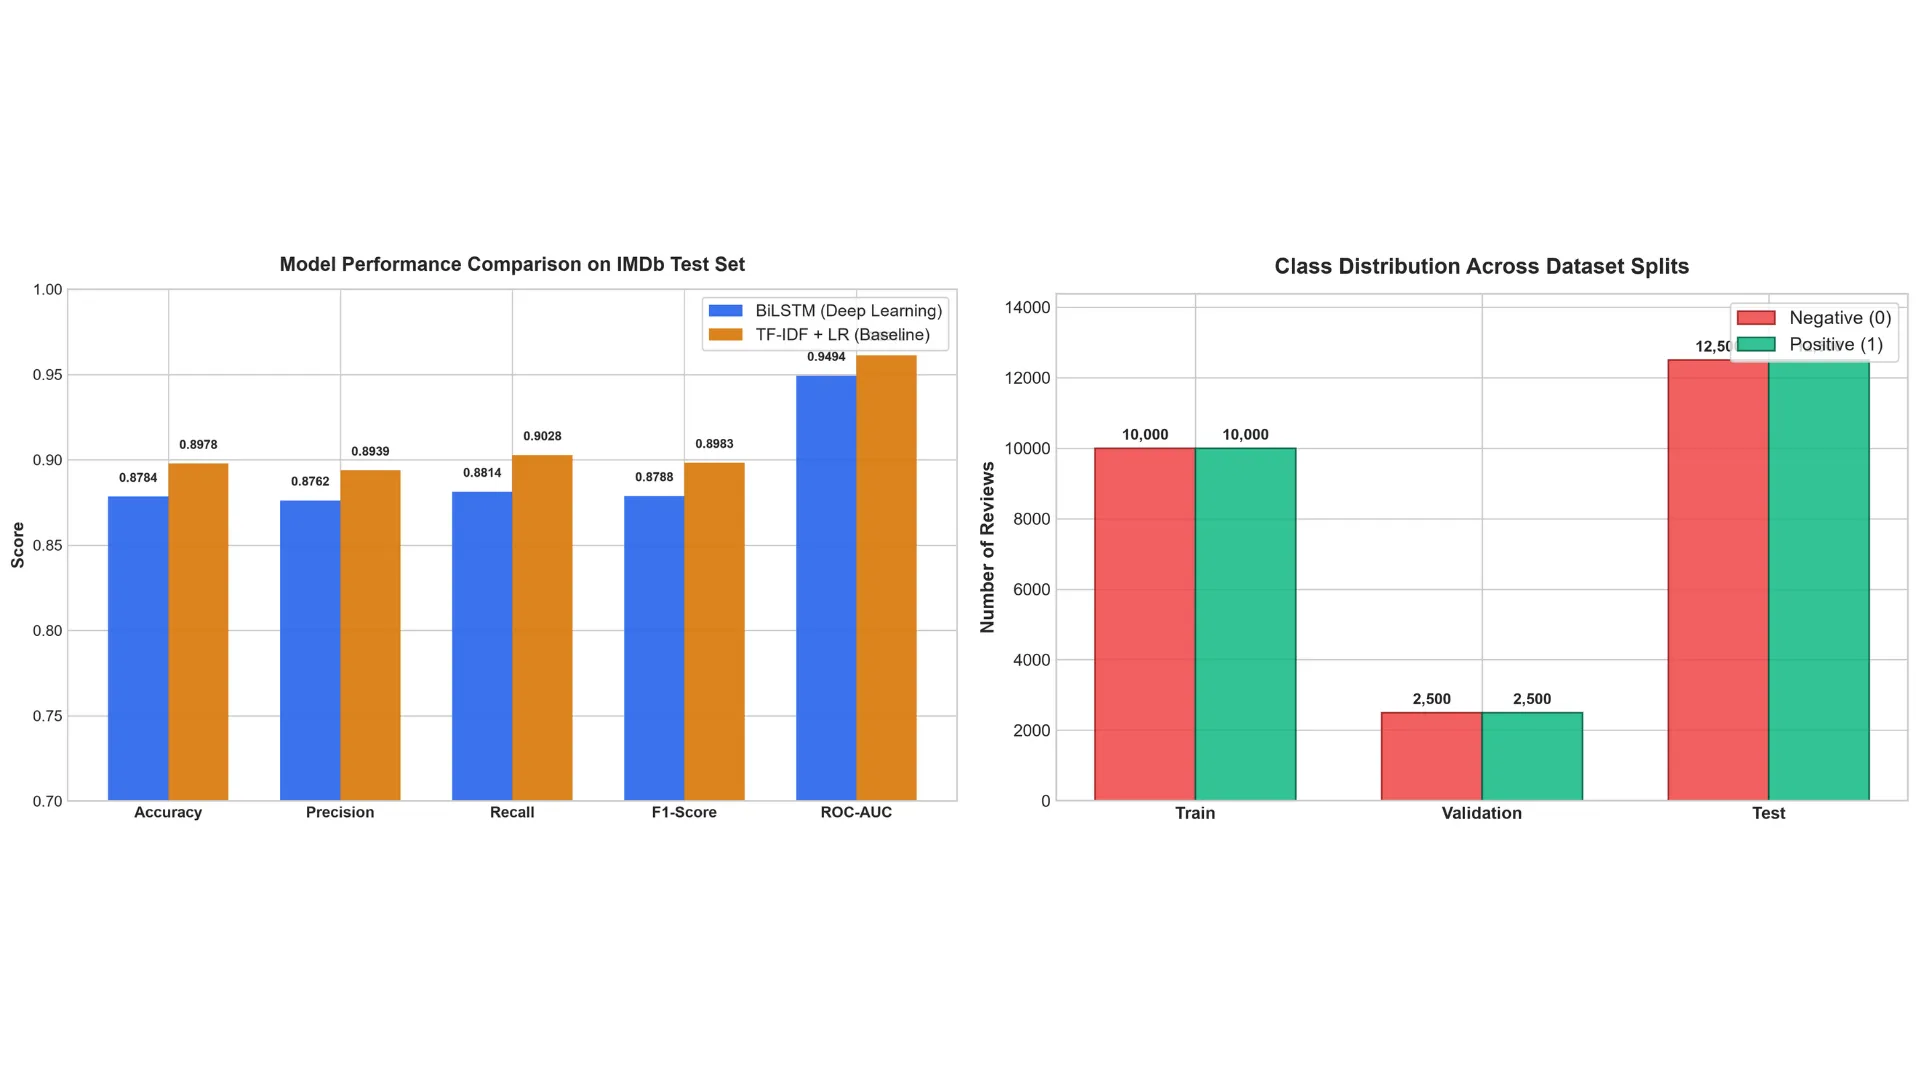 Model Performance Comparison on IMDb Test Set
1.00
0.95
0.90
0.85
0.80
0.75
0.70
Score
BiLSTM (Deep Learning)
TF-IDF + LR (Baseline)
0.8784
0.8978
0.8762
0.8939
0.8814
0.9028
0.8788
0.8983
0.9494
Accuracy
Precision
Recall
F1-Score
ROC-AUC
Class Distribution Across Dataset Splits
14000
12000
10000
8000
6000
4000
2000
0
Number of Reviews
Negative (0)
Positive (1)
10,000
10,000
2,500
2,500
Train
Validation
Test